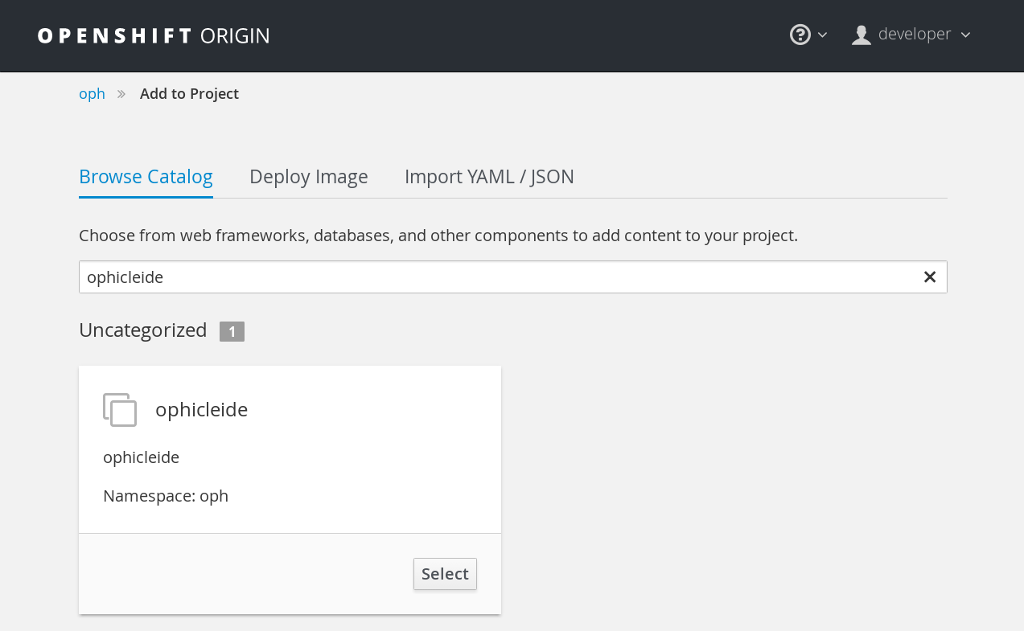 OPENSHIFT ORIGIN
developer
oph » Add to Project
Browse Catalog Deploy Image Import YAML / JSON
Choose from web frameworks, databases, and other components to add content to your project.
ophicleide
Uncategorized 1
ophicleide
ophicleide
Namespace: oph
Select